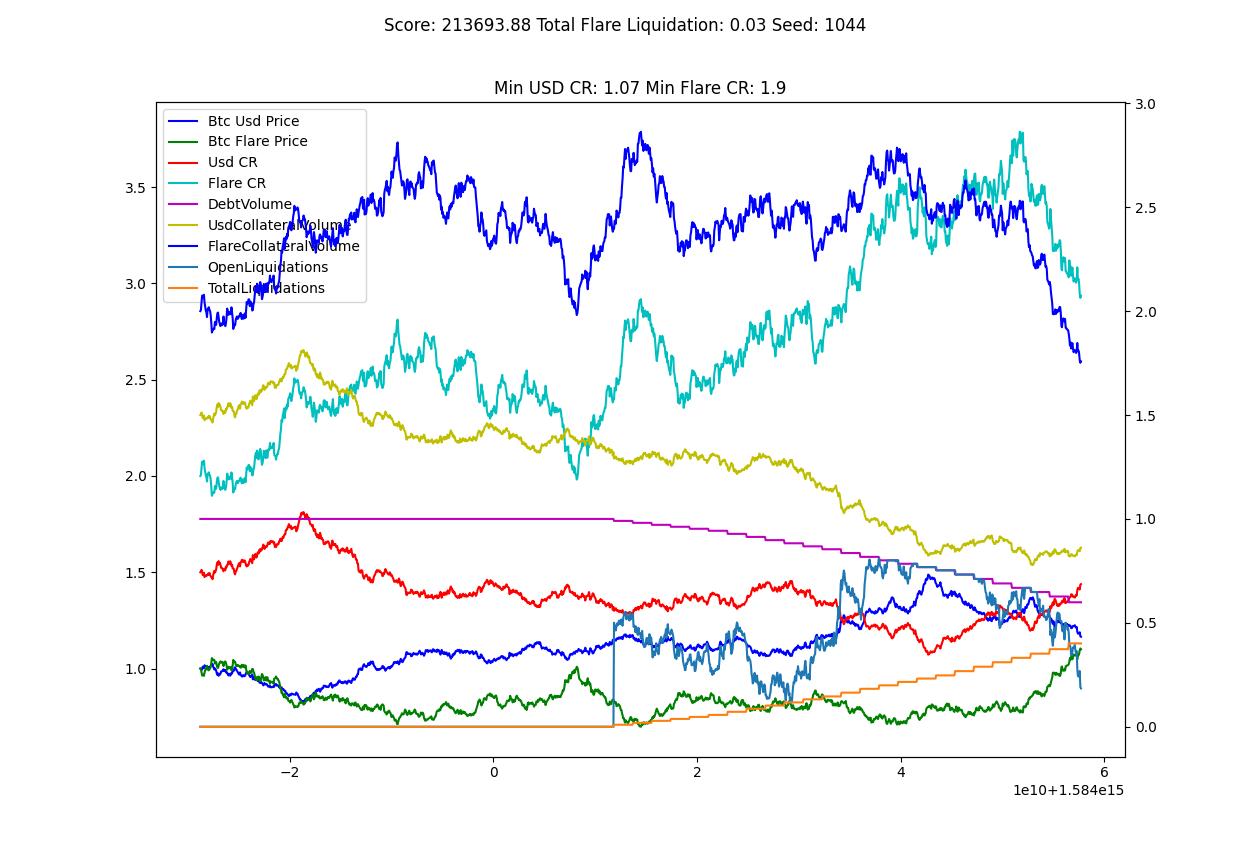 Score: 213693.88 Total Flare Liquidation: 0.03 Seed: 1044
Min USD CR: 1.07 Min Flare CR: 1.9
Btc Usd Price
Btc Flare Price
Usd CR
Flare CR
DebtVolume
UsdCollateralVolume
FlareCollateralVolume
OpenLiquidations
TotalLiquidations
3.5
3.0
2.5
2.0
1.5
1.0
3.0
2.5
2.0
1.5
1.0
0.5
0.0
−2 0 2 4 6
1e10+1.584e15